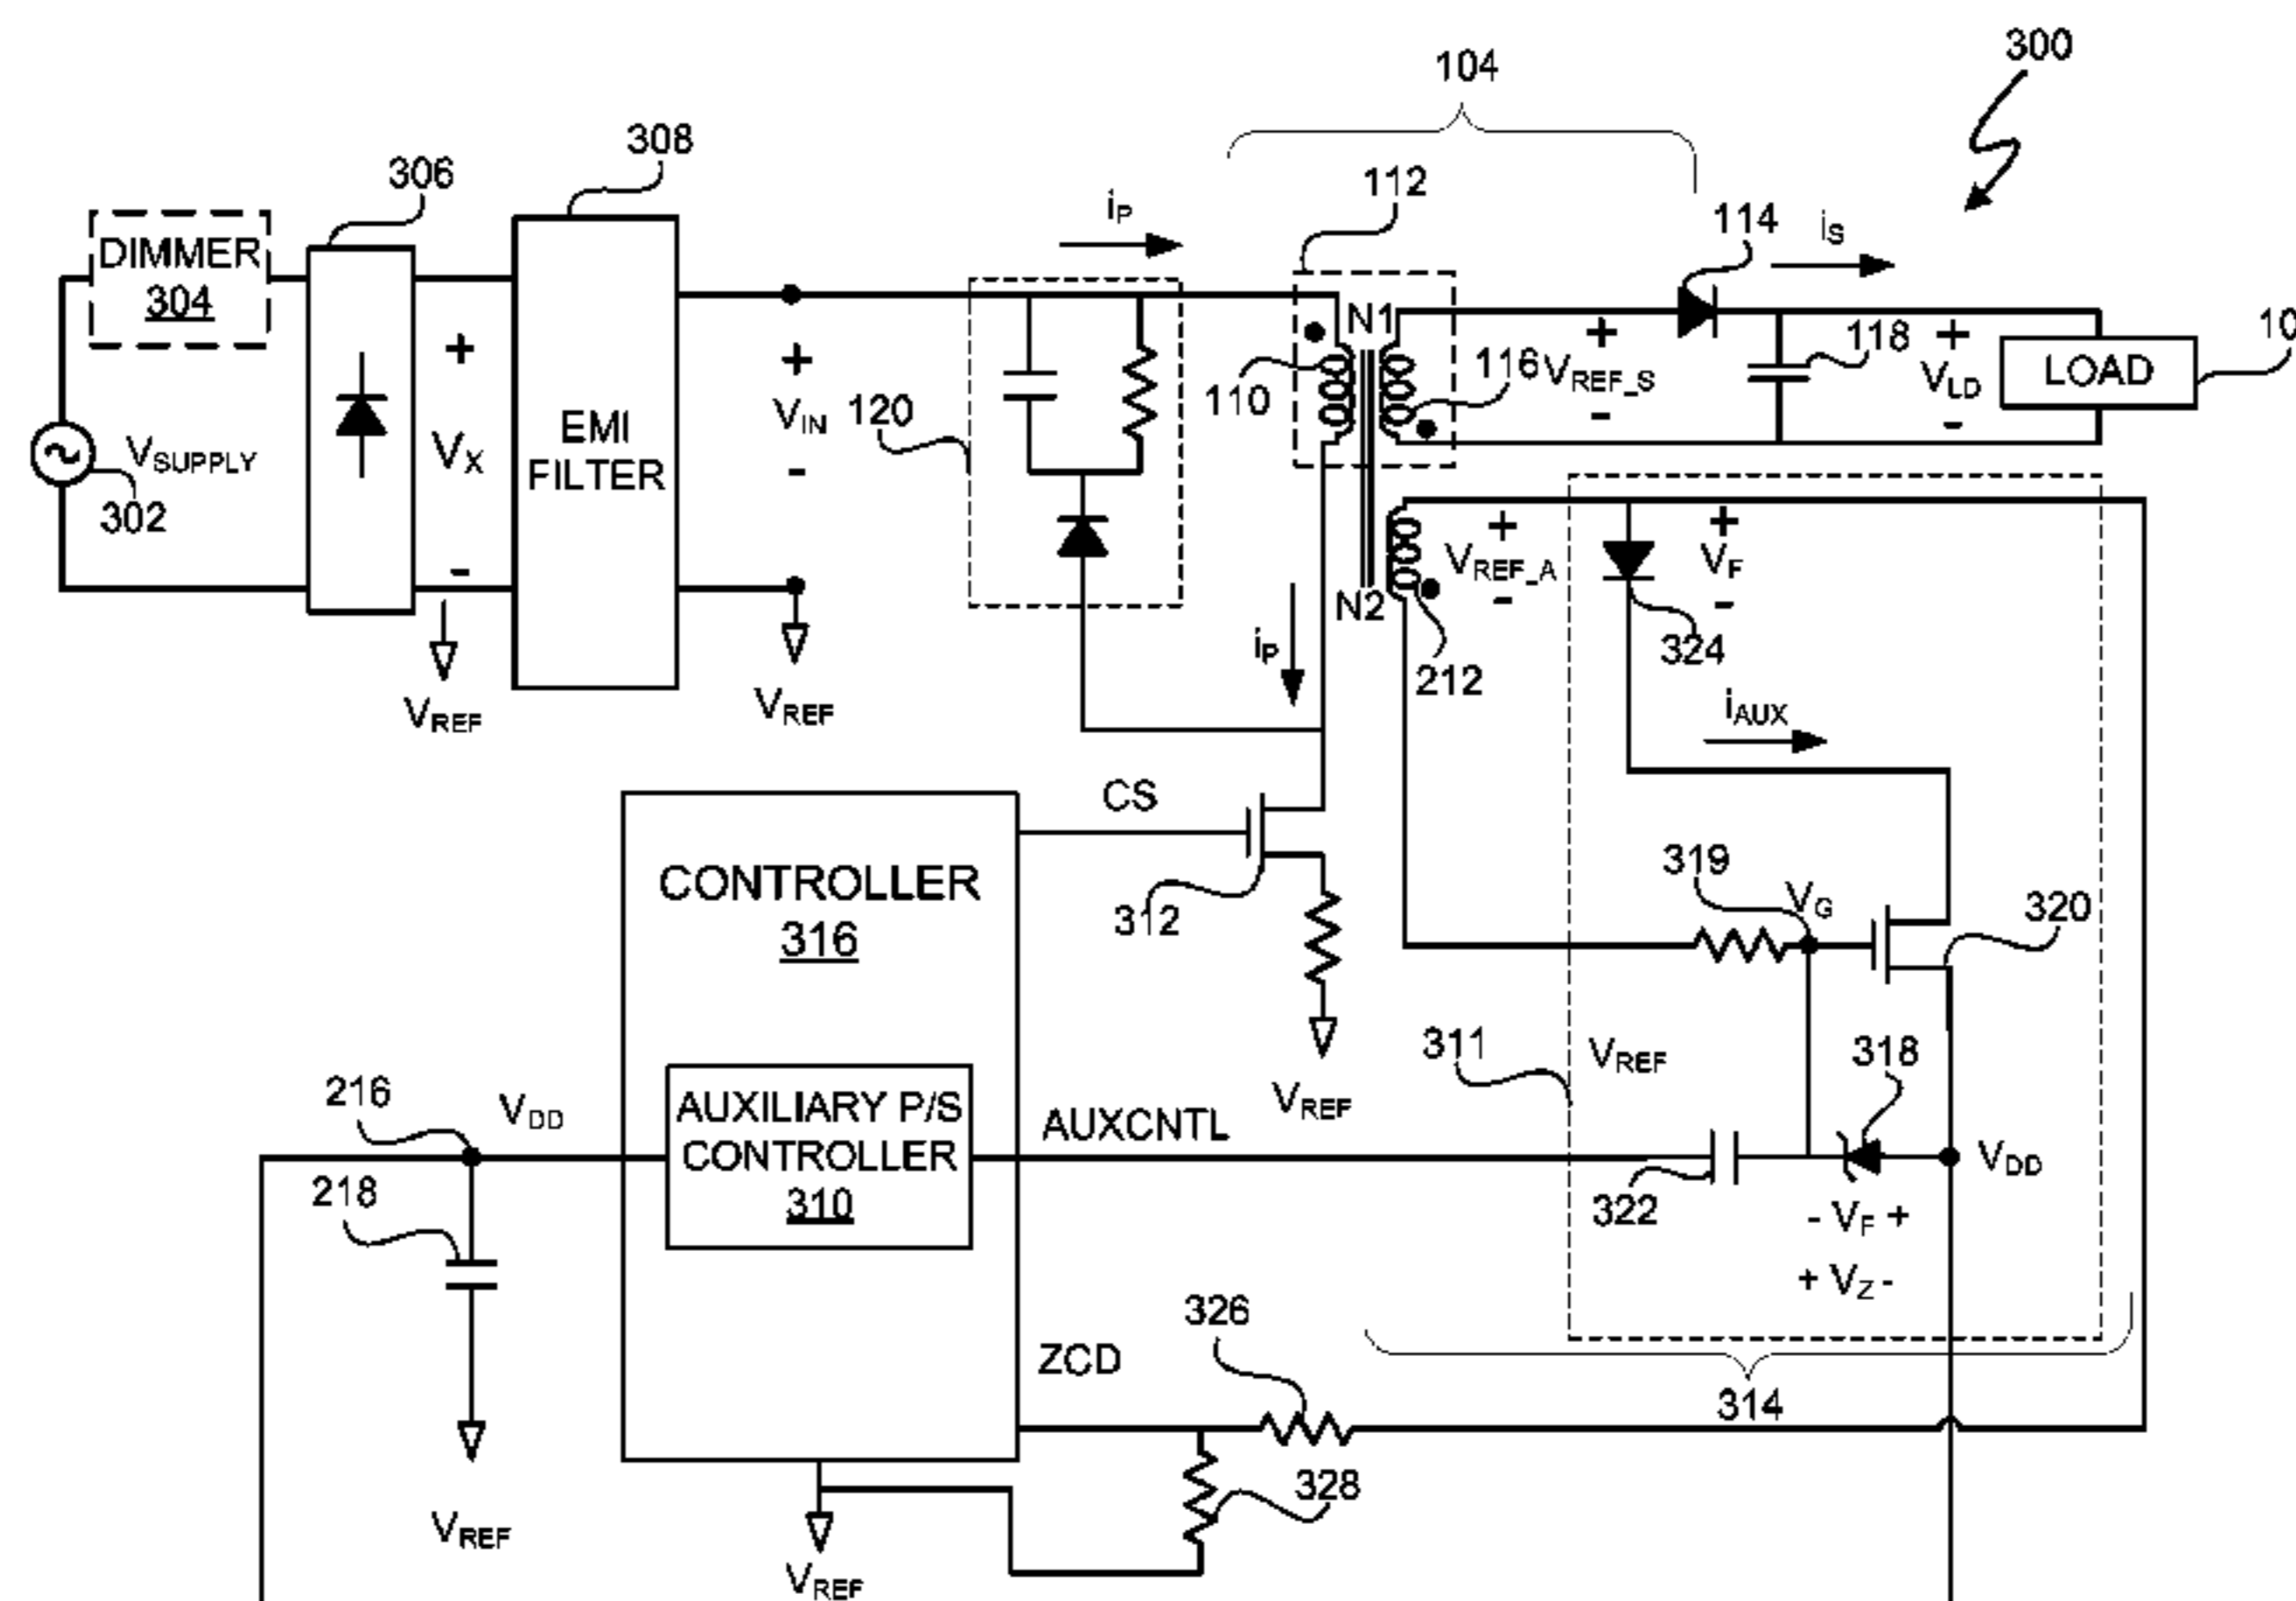 300
104
308
306
112
iP
114
iS
DIMMER
304
N1
+
+
+
+
118
10
LOAD
VREF_S
116
VLD
110
120
VIN
EMI
FILTER
VX
VSUPPLY
-
-
-
302
-
+
+
VREF_A
VF
-
-
N2
324
iP
212
VREF
VREF
iAUX
CS
CONTROLLER
316
312
319
VG
320
311
VREF
318
VREF
216
VDD
AUXILIARY P/S
CONTROLLER
310
AUXCNTL
VDD
218
322
- VF +
+ VZ -
326
ZCD
314
328
VREF
VREF